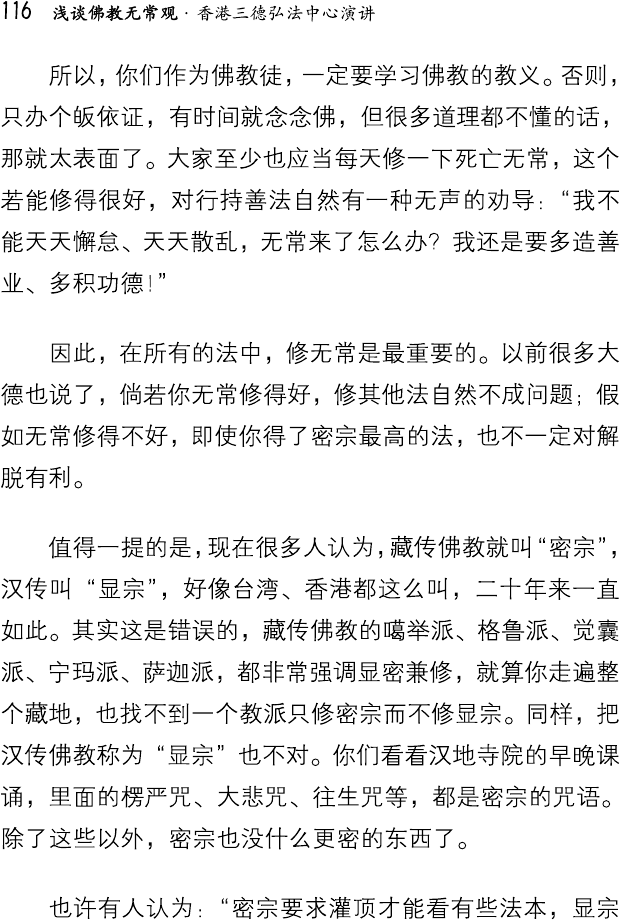 116 浅谈佛教无常观·香港三德弘法中心演讲
所以，你们作为佛教徒，一定要学习佛教的教义。否则，
只办个皈依证，有时间就念念佛，但很多道理都不懂的话，
那就太表面了。大家至少也应当每天修一下死亡无常，这个
若能修得很好，对行持善法自然有一种无声的劝导：“我不
能天天懈怠、天天散乱，无常来了怎么办？我还是要多造善
业、多积功德！”
因此，在所有的法中，修无常是最重要的。以前很多大
德也说了，倘若你无常修得好，修其他法自然不成问题；假
如无常修得不好，即使你得了密宗最高的法，也不一定对解
脱有利。
值得一提的是，现在很多人认为，藏传佛教就叫“密宗”，
汉传叫“显宗”，好像台湾、香港都这么叫，二十年来一直
如此。其实这是错误的，藏传佛教的噶举派、格鲁派、觉囊
派、宁玛派、萨迦派，都非常强调显密兼修，就算你走遍整
个藏地，也找不到一个教派只修密宗而不修显宗。同样，把
汉传佛教称为“显宗”也不对。你们看看汉地寺院的早晚课
诵，里面的楞严咒、大悲咒、往生咒等，都是密宗的咒语。
除了这些以外，密宗也没什么更密的东西了。
也许有人认为：“密宗要求灌顶才能看有些法本，显宗